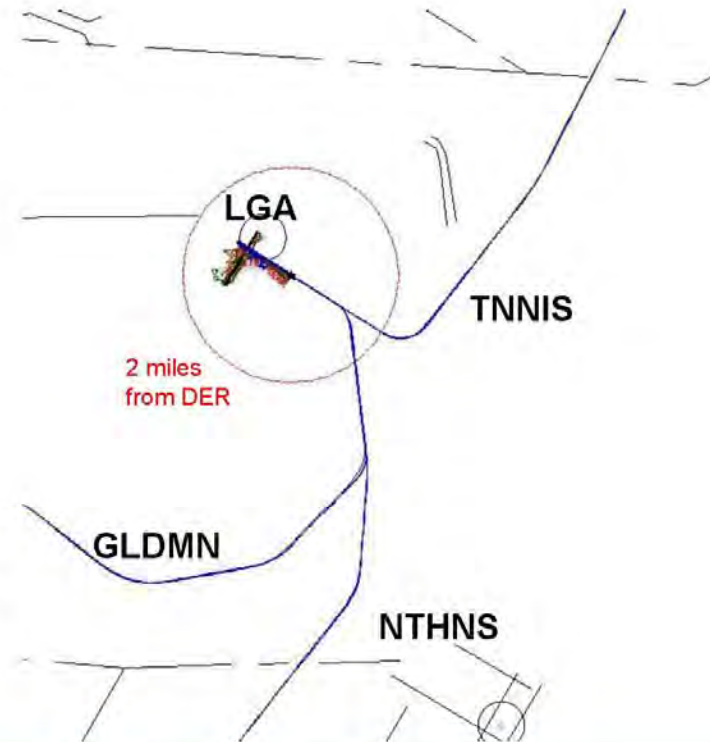 LGA
TNNIS
2 miles
from DER
GLDMN
NTHNS